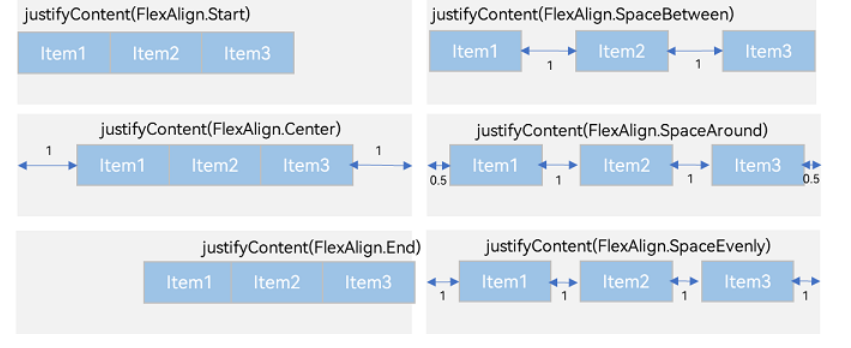 justifyContent(FlexAlign.Start)
Item1 Item2 Item3
justifyContent(FlexAlign.SpaceBetween)
Item1 Item2 Item3
1 1
justifyContent(FlexAlign.Center)
1 1
Item1 Item2 Item3
justifyContent(FlexAlign.SpaceAround)
Item1 Item2 Item3
0.5 1 1 0.5
justifyContent(FlexAlign.End)
Item1 Item2 Item3
justifyContent(FlexAlign.SpaceEvenly)
Item1 Item2 Item3
1 1 1 1